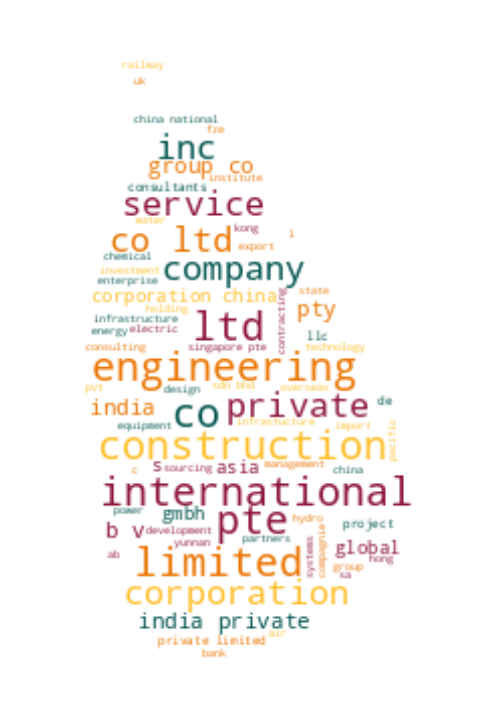 railway
uk
china national
fze
inc
group co
institute
consultants
service
water
kong
l
co ltd
export
chemical
company
investment
enterprise
state
corporation china
contracting
holding
pty
infrastructure
ltd
energy electric
llc
consulting
singapore pte
technology
engineering
pvt
design
sdn bhd
overseas
india
co
private
de
equipment
infrastucture
import
pacific
construction
s
sourcing
asia
management
c
china
international
power
gmbh
pte
hydro
project
b v
development
partners
yunnan
systems
compagnie
global
ab
limited
hong
group
sa
corporation
india private
air
private limited
bank